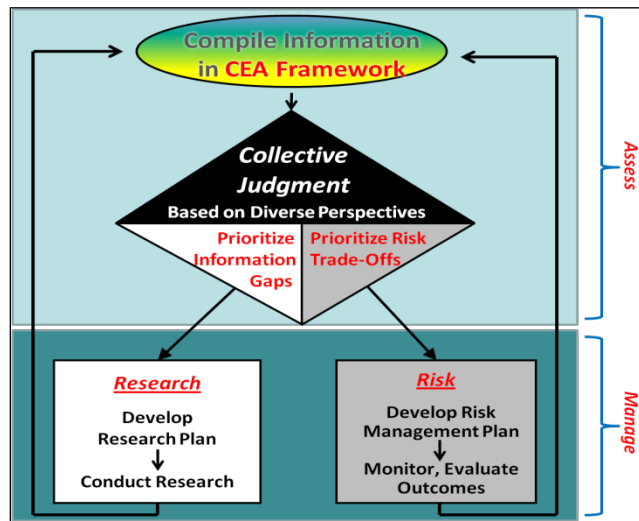 Compile Information
in CEA Framework
Collective
Judgment
Based on Diverse Perspectives
Prioritize
Information
Gaps
Prioritize Risk
Trade-Offs
Assess
Research
Develop
Research Plan
Conduct Research
Risk
Develop Risk
Management Plan
Monitor, Evaluate
Outcomes
Manage